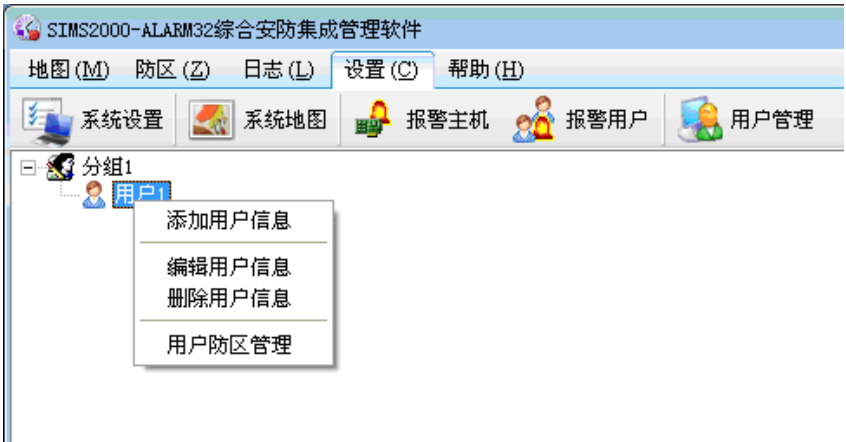 SIMS2000-ALARM32综合安防集成管理软件
地图(M) 防区(Z) 日志(L) 设置(C) 帮助(H)
系统设置 系统地图 报警主机 报警用户 用户管理
分组1
用户1
添加用户信息
编辑用户信息
删除用户信息
用户防区管理